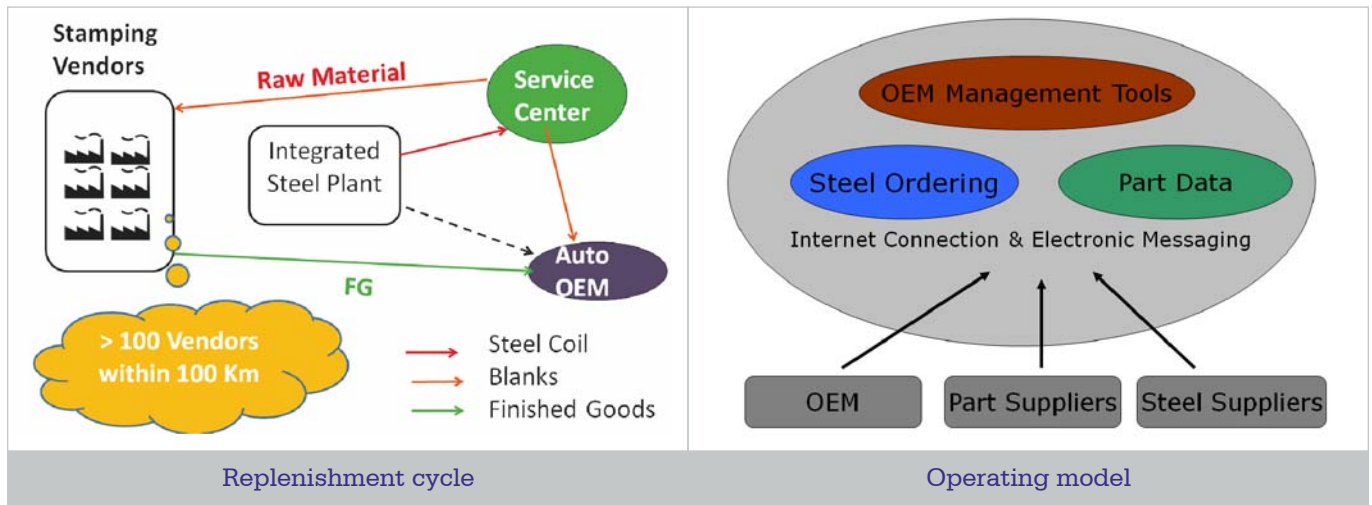 Stamping
Vendors
Raw Material
Service
Center
Integrated
Steel Plant
Auto
OEM
FG
> 100 Vendors
within 100 Km
Steel Coil
Blanks
Finished Goods
Replenishment cycle
OEM Management Tools
Steel Ordering
Part Data
Internet Connection & Electronic Messaging
OEM
Part Suppliers
Steel Suppliers
Operating model